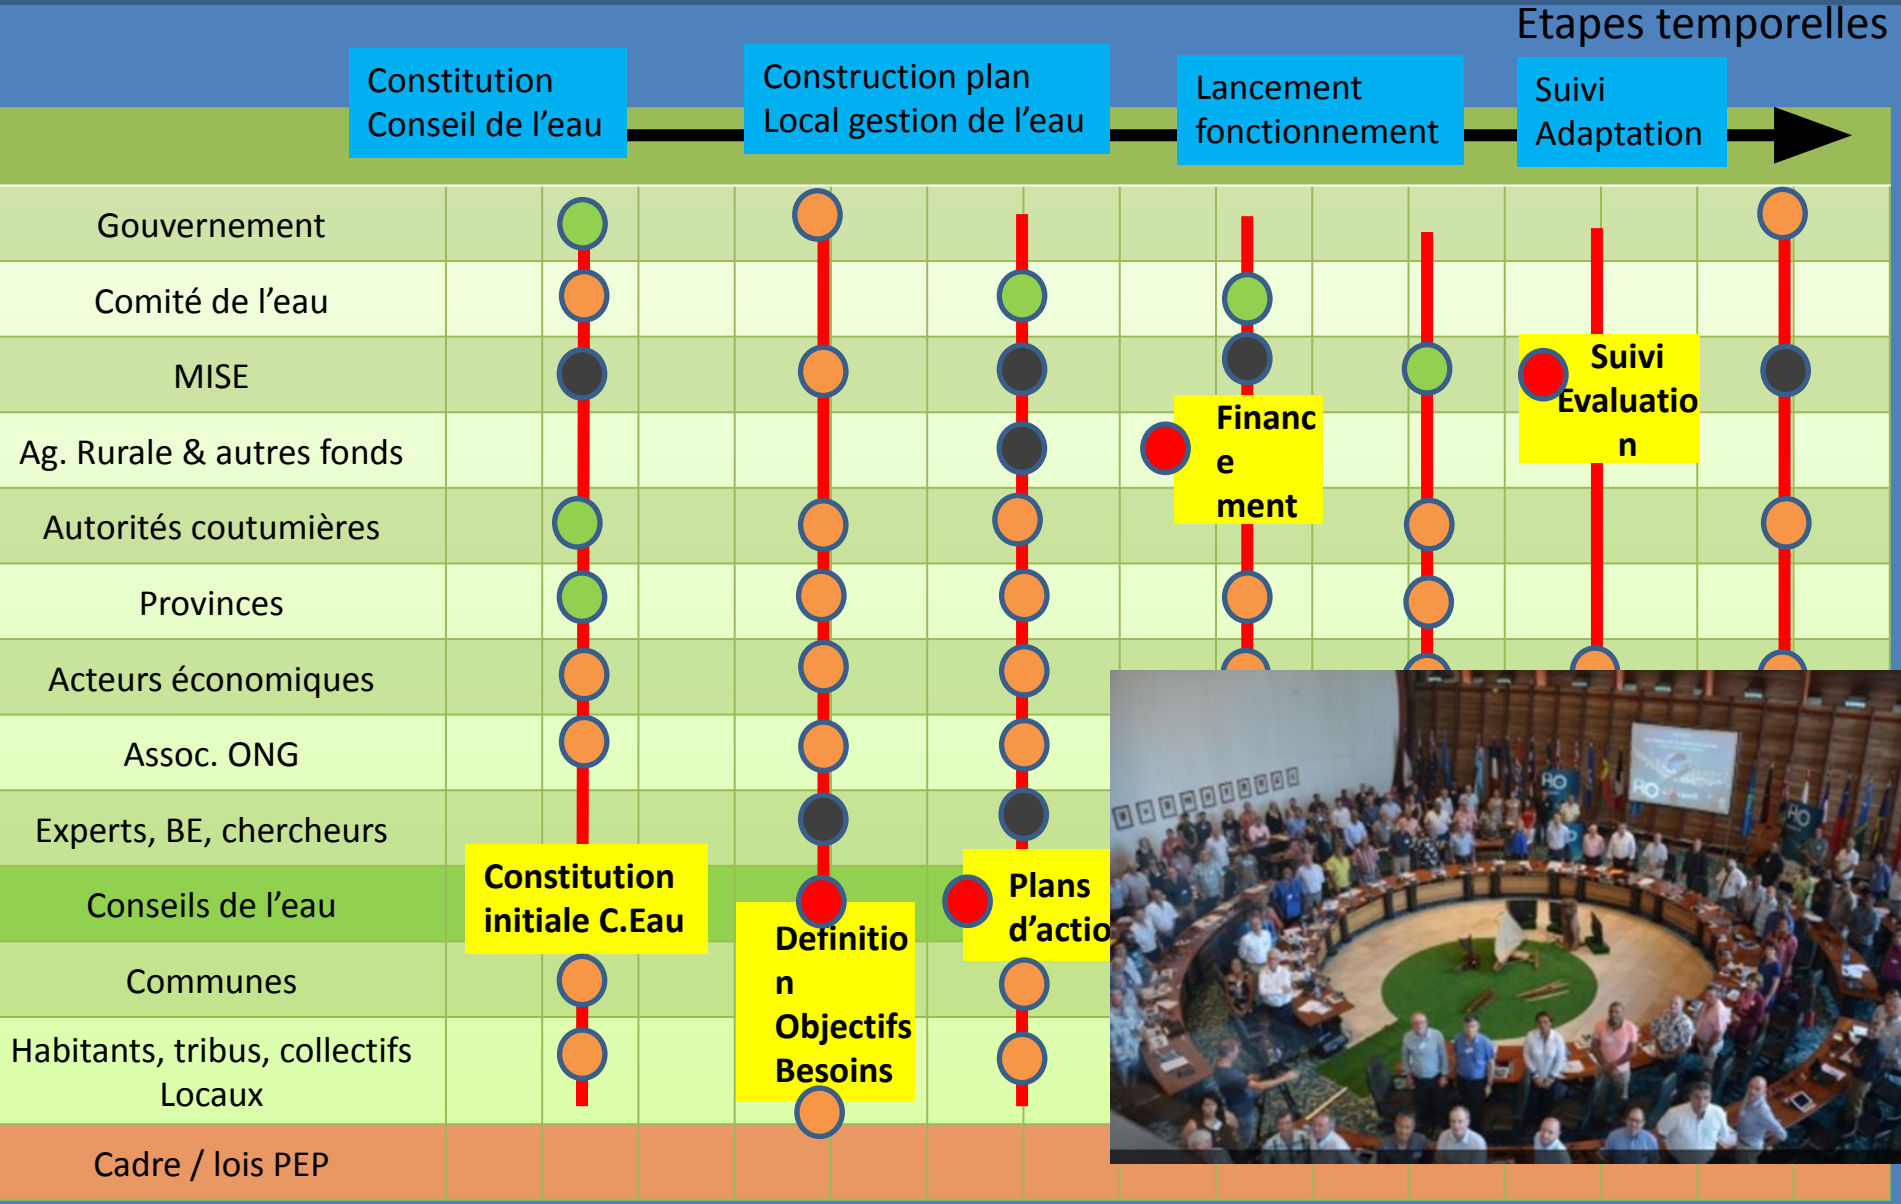 Etapes temporelles
Constitution
Conseil de l'eau
Construction plan
Local gestion de l'eau
Lancement
fonctionnement
Suivi
Adaptation
Gouvernement
Comité de l'eau
MISE
Ag. Rurale & autres fonds
Autorités coutumières
Provinces
Acteurs économiques
Assoc. ONG
Experts, BE, chercheurs
Conseils de l'eau
Communes
Habitants, tribus, collectifs
Locaux
Cadre / lois PEP
Constitution
initiale C.Eau
Definitio
n
Objectifs
Besoins
Plans
d'actio
Financ
e
ment
Suivi
Evaluatio
n